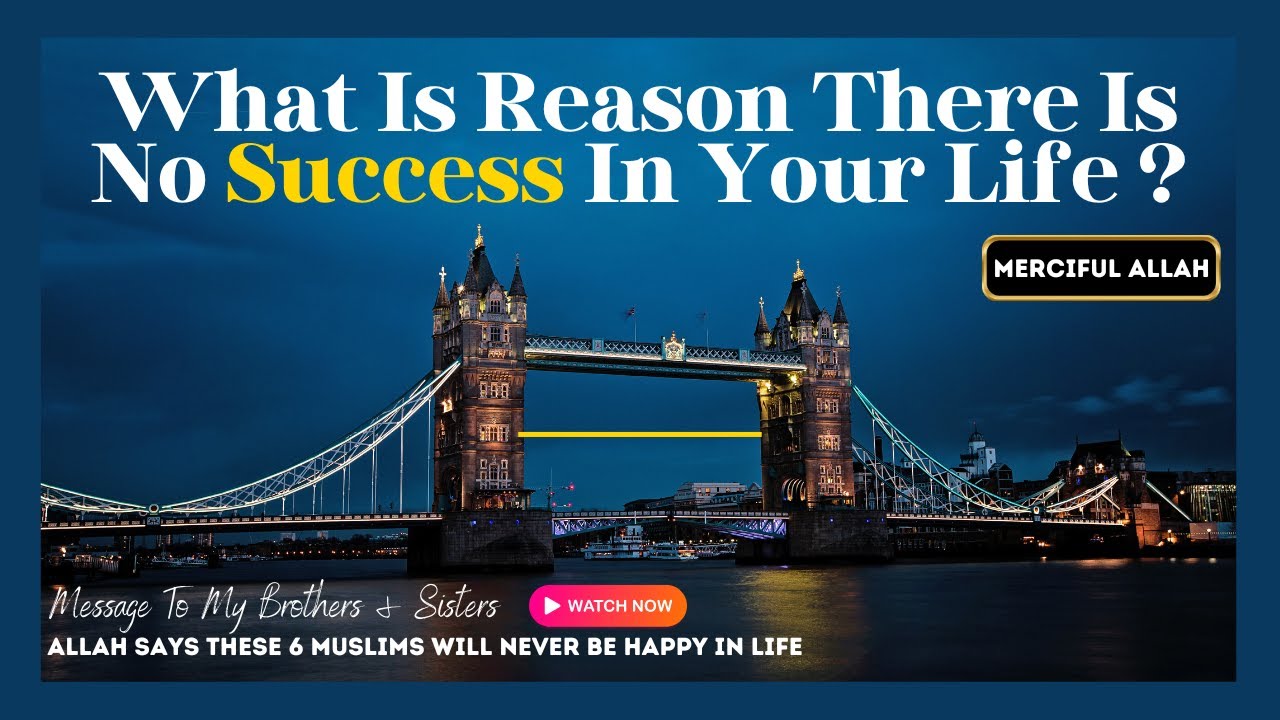 What Is Reason There Is
No Success In Your Life ?
MERCIFUL ALLAH
Message To My Brothers & Sisters
WATCH NOW
ALLAH SAYS THESE 6 MUSLIMS WILL NEVER BE HAPPY IN LIFE